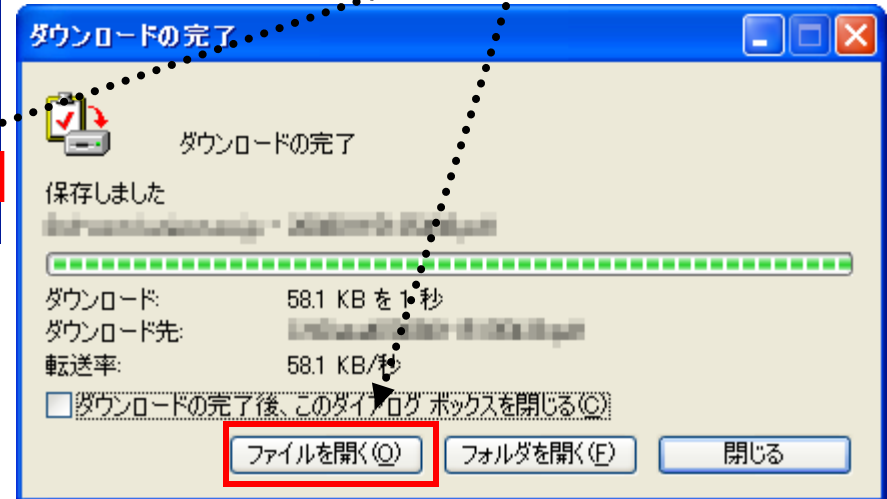 ダウンロードの完了
ダウンロードの完了
保存しました
ダウンロード: 58.1 KB を 1 秒
ダウンロード先:
転送率: 58.1 KB/秒
ダウンロードの完了後、このダイアログ ボックスを閉じる(C)
ファイルを開く(O) フォルダを開く(F) 閉じる